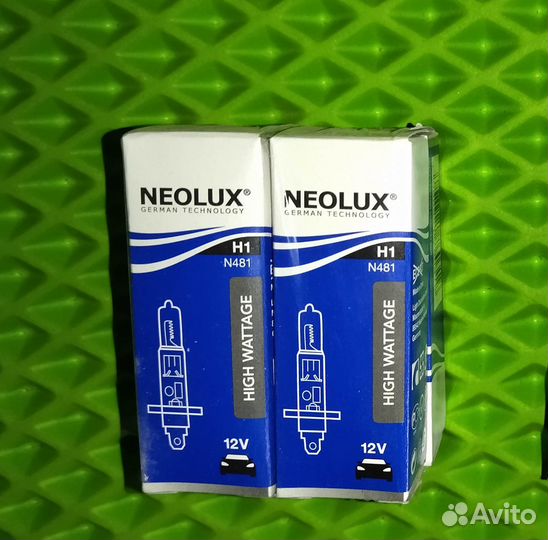 NEOLUX®
GERMAN TECHNOLOGY
H1
N481
HIGH WATTAGE
12V
NEOLUX®
GERMAN TECHNOLOGY
H1
N481
HIGH WATTAGE
12V
Avito